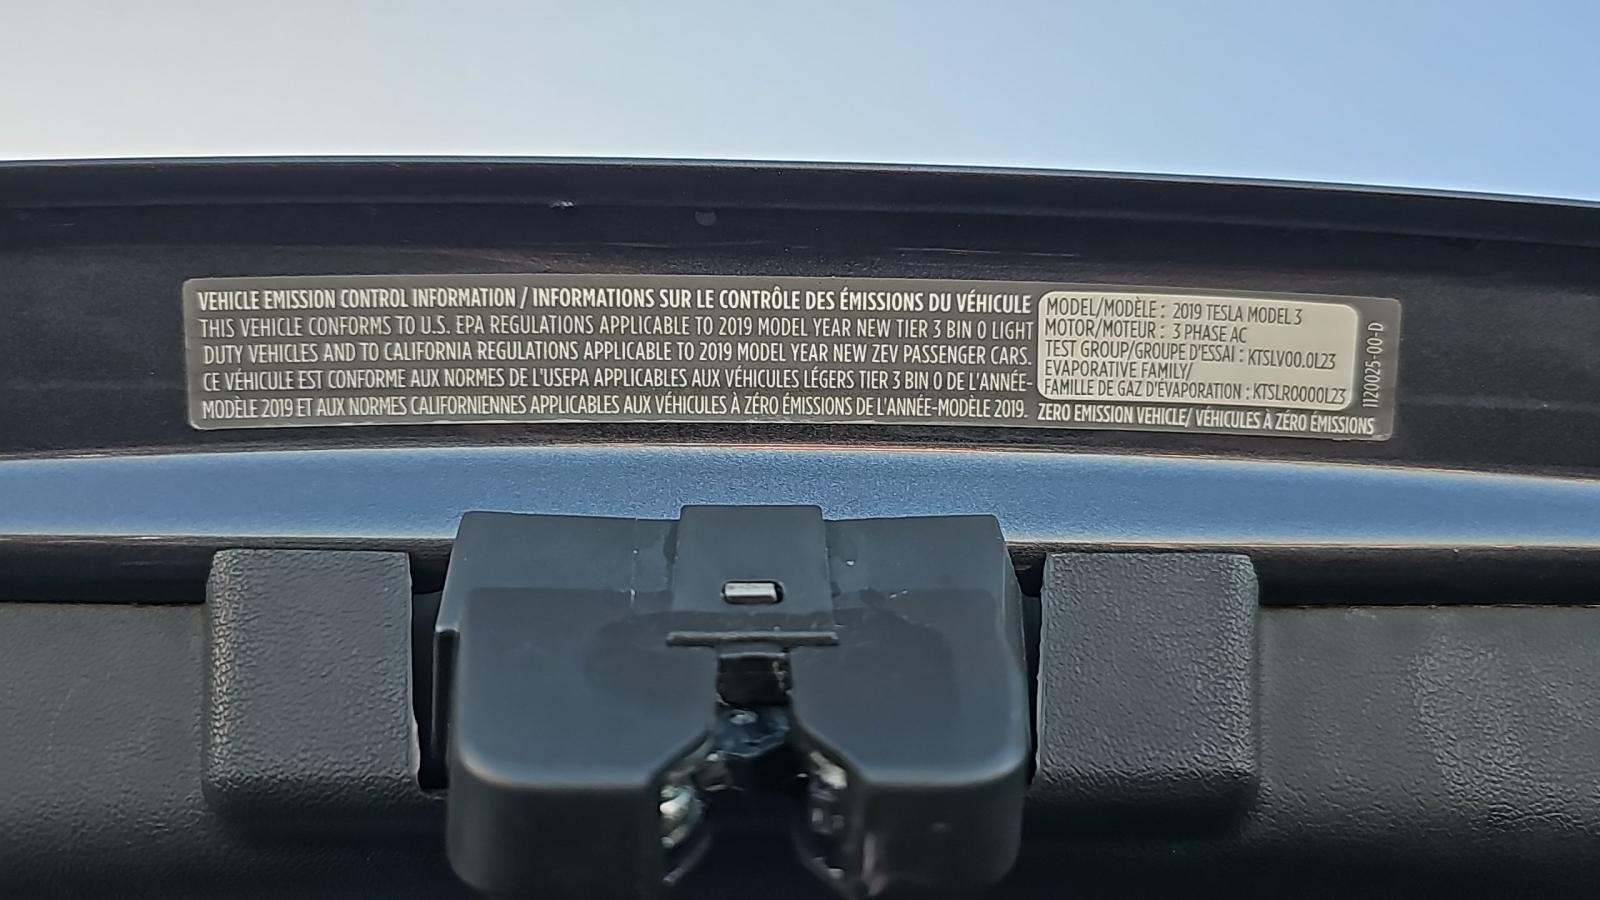 VEHICLE EMISSION CONTROL INFORMATION / INFORMATIONS SUR LE CONTRÔLE DES ÉMISSIONS DU VÉHICULE
THIS VEHICLE CONFORMS TO U.S. EPA REGULATIONS APPLICABLE TO 2019 MODEL YEAR NEW TIER 3 BIN 0 LIGHT
DUTY VEHICLES AND TO CALIFORNIA REGULATIONS APPLICABLE TO 2019 MODEL YEAR NEW ZEV PASSENGER CARS.
CE VÉHICULE EST CONFORME AUX NORMES DE L'USEPA APPLICABLES AUX VÉHICULES LÉGERS TIER 3 BIN 0 DE L'ANNÉE-
MODÈLE 2019 ET AUX NORMES CALIFORNIENNES APPLICABLES AUX VÉHICULES À ZÉRO ÉMISSIONS DE L'ANNÉE-MODÈLE 2019.
MODEL/MODÈLE : 2019 TESLA MODEL 3
MOTOR/MOTEUR : 3 PHASE AC
TEST GROUP/GROUPE D'ESSAI : KTSLV00.0L23
EVAPORATIVE FAMILY/
FAMILLE DE GAZ D'ÉVAPORATION : KTSLR0000L23
ZERO EMISSION VEHICLE/ VÉHICULES À ZÉRO ÉMISSIONS
1120025-00-D